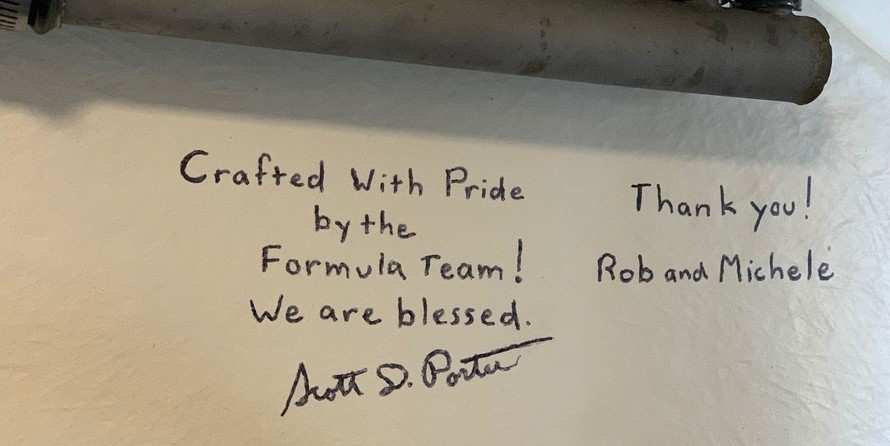 Crafted With Pride
by the
Formula Team!
We are blessed.
Scott D. Porter
Thank you!
Rob and Michele